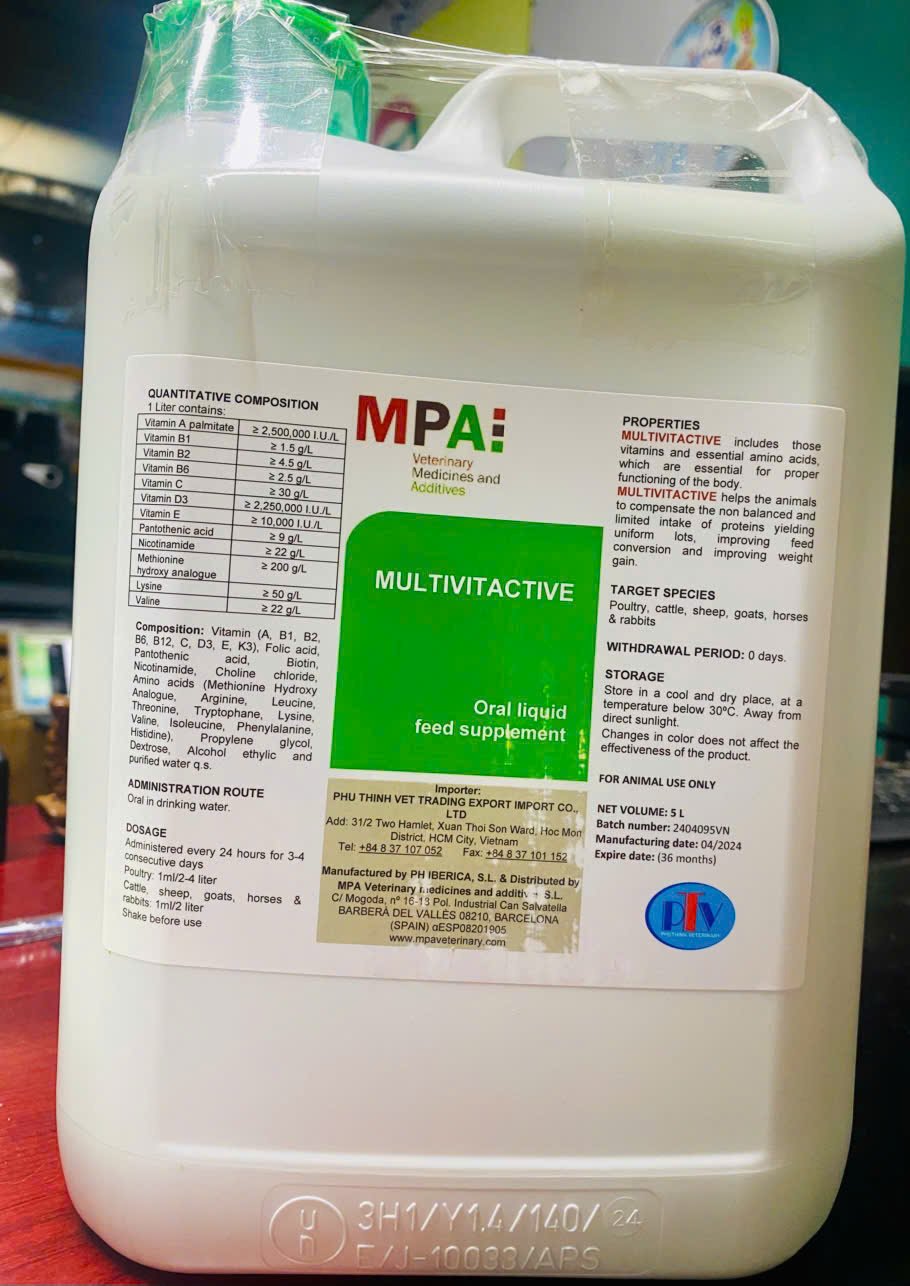 QUANTITATIVE COMPOSITION
1 Liter contains:
Vitamin A palmitate ≥ 2,500,000 I.U./L
Vitamin B1 ≥ 1.5 g/L
Vitamin B2 ≥ 4.5 g/L
Vitamin B6 ≥ 2.5 g/L
Vitamin C ≥ 30 g/L
Vitamin D3 ≥ 2,250,000 I.U./L
Vitamin E ≥ 10,000 I.U./L
Pantothenic acid ≥ 9 g/L
Nicotinamide ≥ 22 g/L
Methionine ≥ 200 g/L
hydroxy analogue
Lysine ≥ 50 g/L
Valine ≥ 22 g/L
Composition: Vitamin (A, B1, B2,
B6, B12, C, D3, E, K3), Folic acid,
Pantothenic acid, Biotin,
Nicotinamide, Choline chloride,
Amino acids (Methionine Hydroxy
Analogue, Arginine, Leucine,
Threonine, Tryptophane, Lysine,
Valine, Isoleucine, Phenylalanine,
Histidine), Propylene glycol,
Dextrose, Alcohol ethylic and
purified water q.s.
ADMINISTRATION ROUTE
Oral in drinking water.
DOSAGE
Administered every 24 hours for 3-4
consecutive days
Poultry: 1ml/2-4 liter
Cattle, sheep, goats, horses &
rabbits: 1ml/2 liter
Shake before use
MPA
Veterinary
Medicines and
Additives
MULTIVITACTIVE
Oral liquid
feed supplement
Importer:
PHU THINH VET TRADING EXPORT IMPORT CO.,
LTD
Add: 31/2 Two Hamlet, Xuan Thoi Son Ward, Hoc Mon
District, HCM City, Vietnam
Tel: +84 8 37 107 052 Fax: +84 8 37 101 152
Manufactured by PH IBERICA, S.L. & Distributed by
MPA Veterinary medicines and additiv S.L.
C/ Mogoda, nº 16-18 Pol. Industrial Can Salvatella
BARBERÀ DEL VALLÈS 08210, BARCELONA
(SPAIN) αESP08201905
www.mpaveterinary.com
PROPERTIES
MULTIVITACTIVE includes those
vitamins and essential amino acids,
which are essential for proper
functioning of the body.
MULTIVITACTIVE helps the animals
to compensate the non balanced and
limited intake of proteins yielding
uniform lots, improving feed
conversion and improving weight
gain.
TARGET SPECIES
Poultry, cattle, sheep, goats, horses
& rabbits
WITHDRAWAL PERIOD: 0 days.
STORAGE
Store in a cool and dry place, at a
temperature below 30ºC. Away from
direct sunlight.
Changes in color does not affect the
effectiveness of the product.
FOR ANIMAL USE ONLY
NET VOLUME: 5 L
Batch number: 2404095VN
Manufacturing date: 04/2024
Expire date: (36 months)
PTV
PHUTHINH VETERINARY
un 3H1/Y1.4/140/ 24
E/J-10033/APS